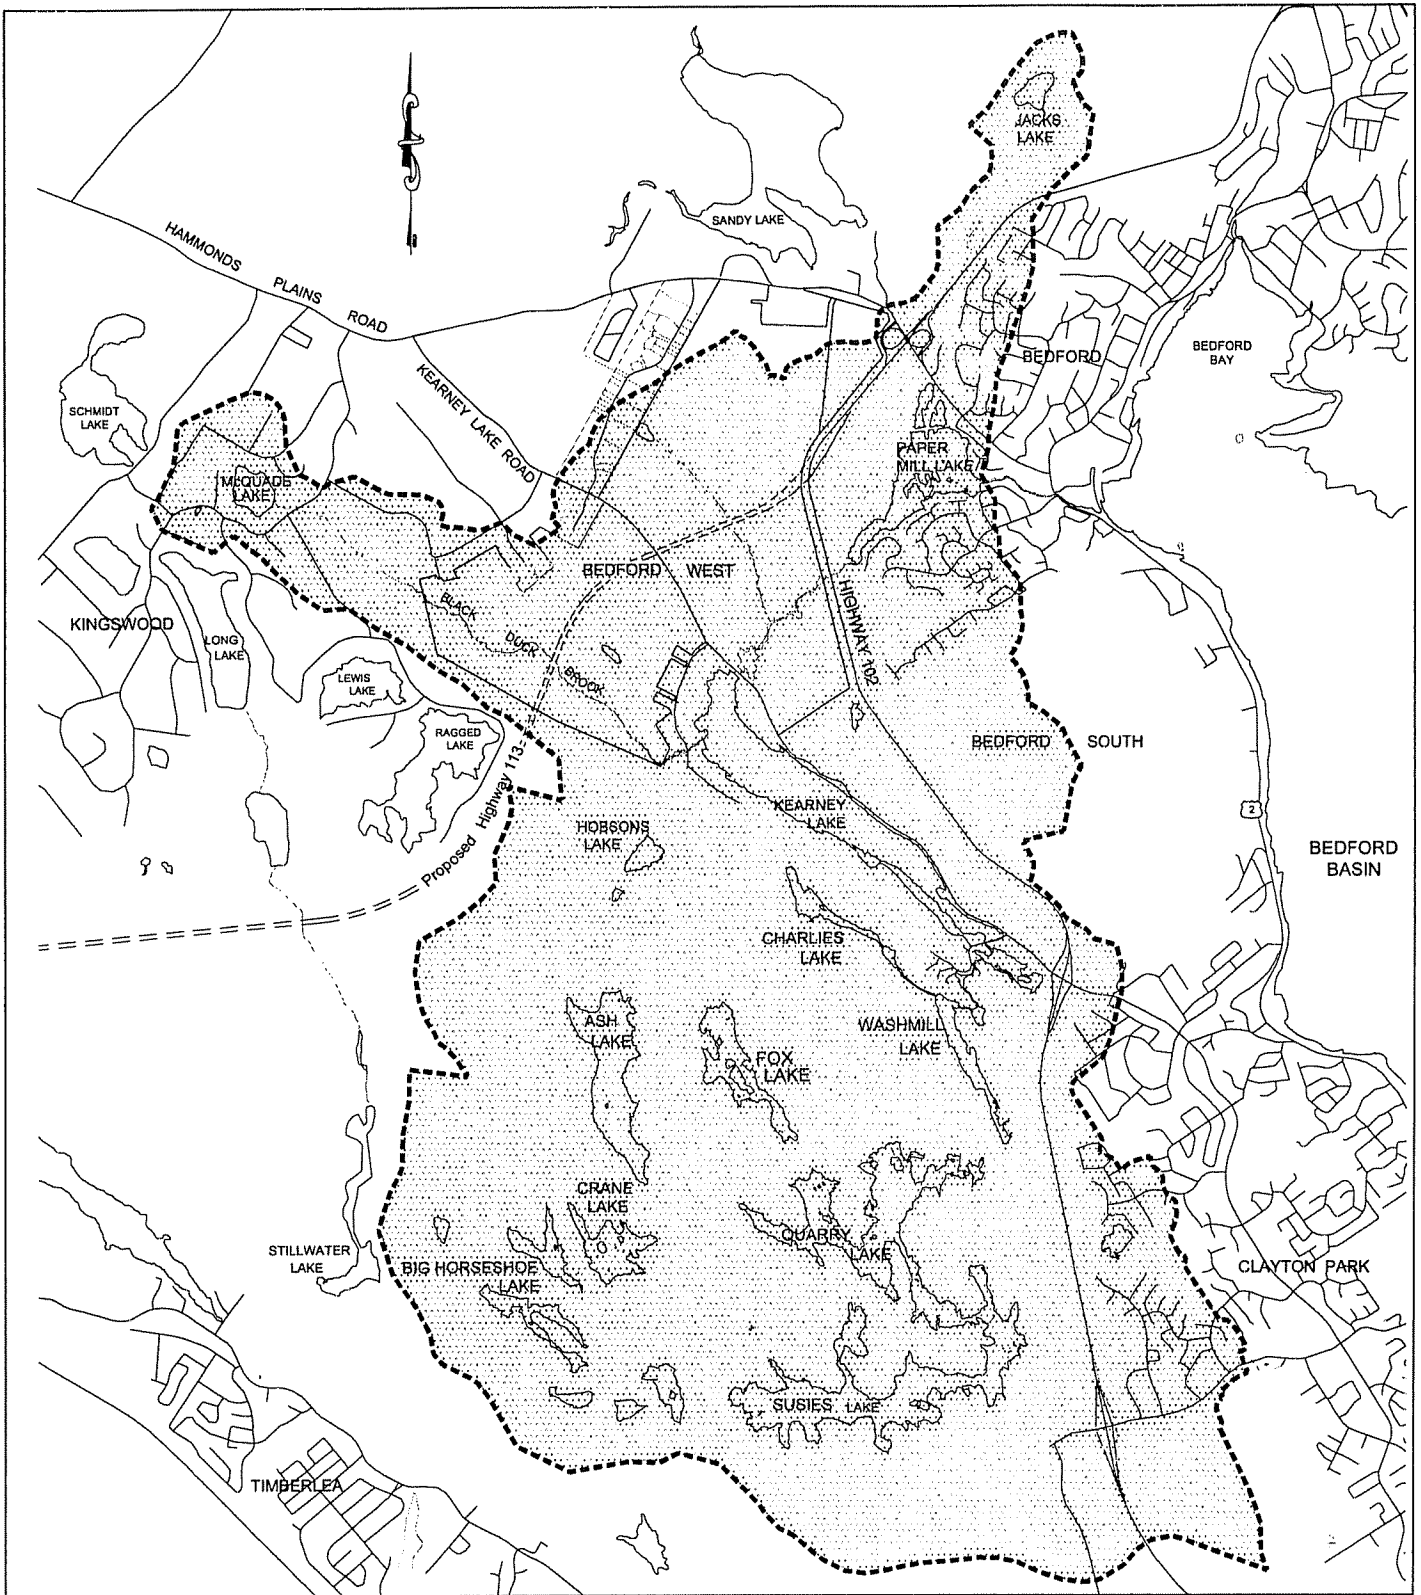 JACKS
LAKE
SANDY LAKE
HAMMONDS
PLAINS
ROAD
BEDFORD
BAY
BEDFORD
KEARNEY LAKE ROAD
SCHMIDT
LAKE
PAPER
MILL LAKE
McQUADE
LAKE
BEDFORD WEST
HIGHWAY 102
BLACK
DUCK
BROOK
KINGSWOOD
LONG
LAKE
LEWIS
LAKE
RAGGED
LAKE
BEDFORD SOUTH
Proposed Highway 113
KEARNEY
LAKE
2
HOBSONS
LAKE
BEDFORD
BASIN
CHARLIES
LAKE
ASH
LAKE
WASHMILL
LAKE
FOX
LAKE
CRANE
LAKE
QUARRY
LAKE
STILLWATER
LAKE
BIG HORSESHOE
LAKE
CLAYTON PARK
SUSIES LAKE
TIMBERLEA